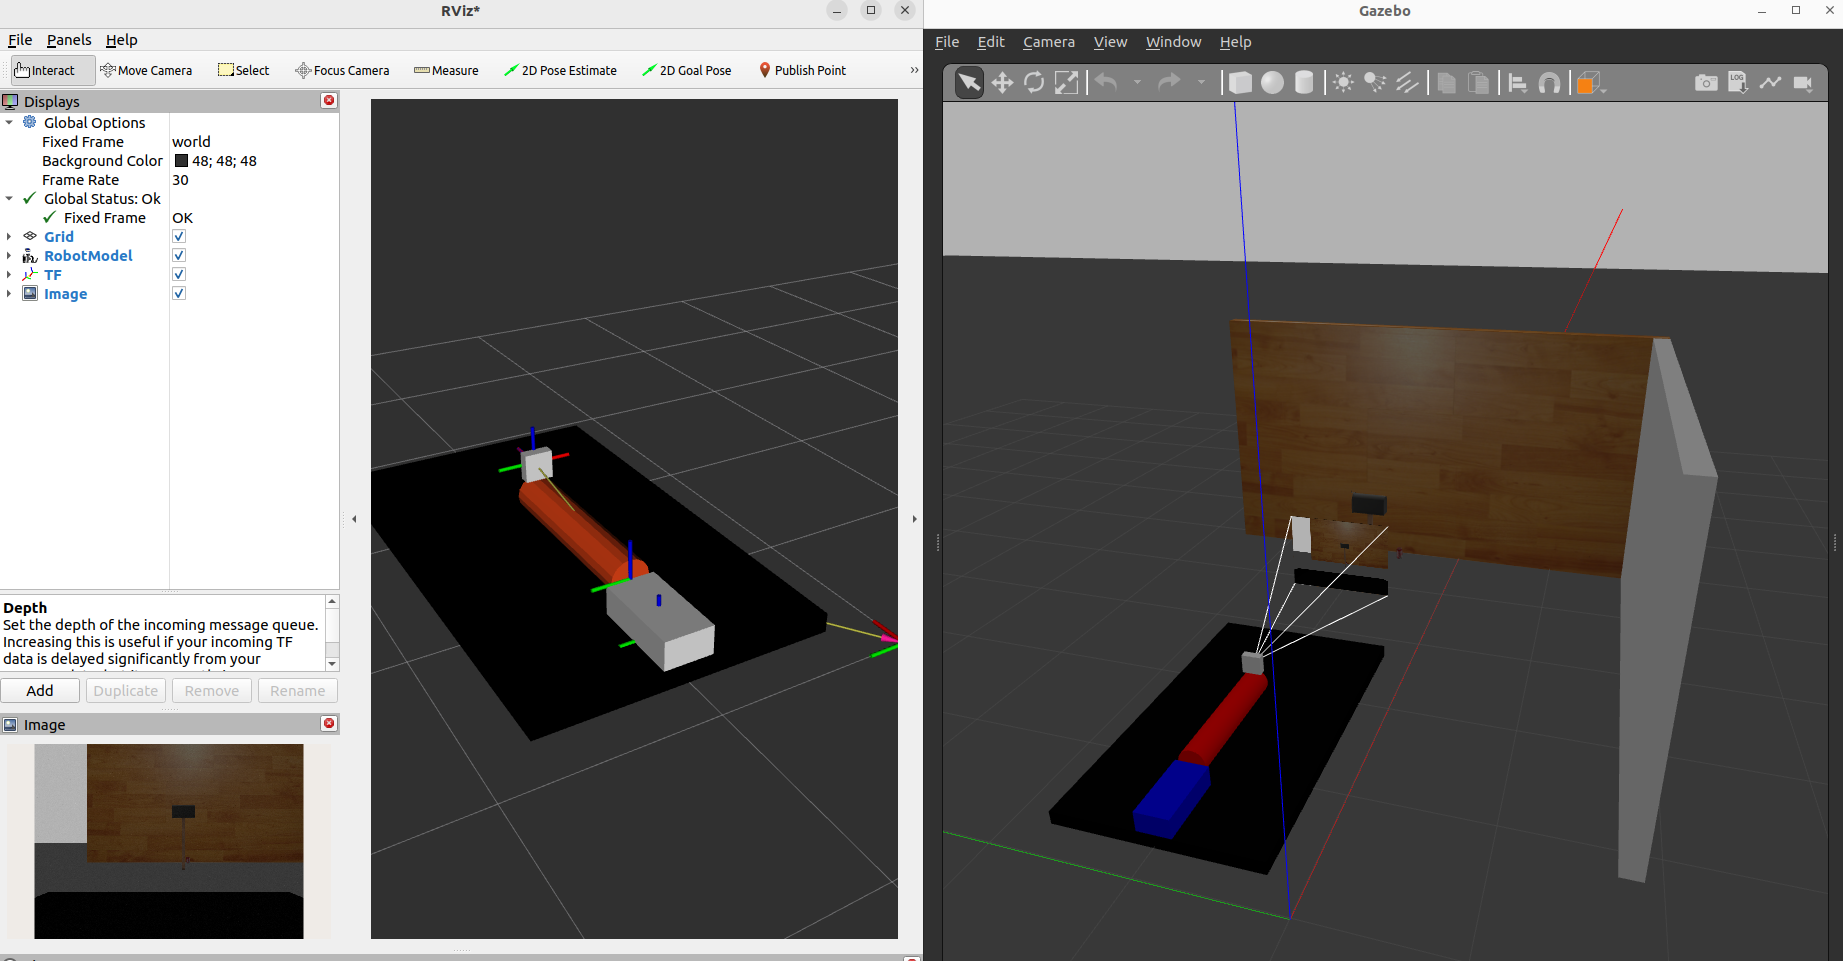 RViz*
File Panels Help
Interact Move Camera Select Focus Camera Measure 2D Pose Estimate 2D Goal Pose Publish Point
Displays
Global Options
Fixed Frame world
Background Color 48; 48; 48
Frame Rate 30
Global Status: Ok
Fixed Frame OK
Grid
RobotModel
TF
Image
Depth
Set the depth of the incoming message queue.
Increasing this is useful if your incoming TF
data is delayed significantly from your
Add Duplicate Remove Rename
Image
Gazebo
File Edit Camera View Window Help
LOG